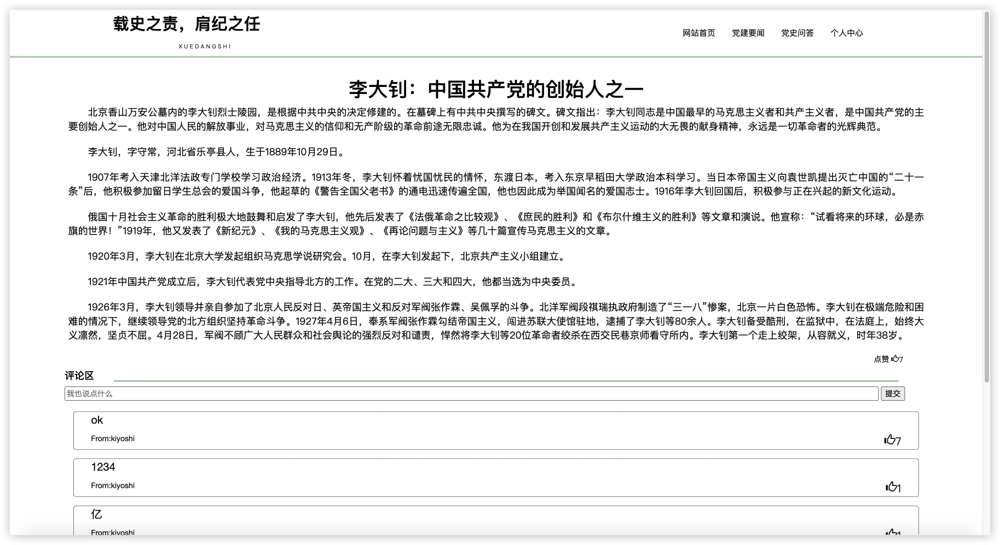 载史之责，肩纪之任
XUEDANGSHI
网站首页 党建要闻 党史问答 个人中心
李大钊：中国共产党的创始人之一
北京香山万安公墓内的李大钊烈士陵园，是根据中共中央的决定修建的。在墓碑上有中共中央撰写的碑文。碑文指出：李大钊同志是中国最早的马克思主义者和共产主义者，是中国共产党的主
要创始人之一。他对中国人民的解放事业，对马克思主义的信仰和无产阶级的革命前途无限忠诚。他为在我国开创和发展共产主义运动的大无畏的献身精神，永远是一切革命者的光辉典范。
李大钊，字守常，河北省乐亭县人，生于1889年10月29日。
1907年考入天津北洋法政专门学校学习政治经济。1913年冬，李大钊怀着忧国忧民的情怀，东渡日本，考入东京早稻田大学政治本科学习。当日本帝国主义向袁世凯提出灭亡中国的“二十一
条”后，他积极参加留日学生总会的爱国斗争，他起草的《警告全国父老书》的通电迅速传遍全国，他也因此成为举国闻名的爱国志士。1916年李大钊回国后，积极参与正在兴起的新文化运动。
俄国十月社会主义革命的胜利极大地鼓舞和启发了李大钊，他先后发表了《法俄革命之比较观》、《庶民的胜利》和《布尔什维主义的胜利》等文章和演说。他宣称：“试看将来的环球，必是赤
旗的世界！”1919年，他又发表了《新纪元》、《我的马克思主义观》、《再论问题与主义》等几十篇宣传马克思主义的文章。
1920年3月，李大钊在北京大学发起组织马克思学说研究会。10月，在李大钊发起下，北京共产主义小组建立。
1921年中国共产党成立后，李大钊代表党中央指导北方的工作。在党的二大、三大和四大，他都当选为中央委员。
1926年3月，李大钊领导并亲自参加了北京人民反对日、英帝国主义和反对军阀张作霖、吴佩孚的斗争。北洋军阀段祺瑞执政府制造了“三一八”惨案，北京一片白色恐怖。李大钊在极端危险和困
难的情况下，继续领导党的北方组织坚持革命斗争。1927年4月6日，奉系军阀张作霖勾结帝国主义，闯进苏联大使馆驻地，逮捕了李大钊等80余人。李大钊备受酷刑，在监狱中，在法庭上，始终大
义凛然，坚贞不屈。4月28日，军阀不顾广大人民群众和社会舆论的强烈反对和谴责，悍然将李大钊等20位革命者绞杀在西交民巷京师看守所内。李大钊第一个走上绞架，从容就义，时年38岁。
点赞 7
评论区
我也说点什么 提交
ok
From:kiyoshi 7
1234
From:kiyoshi 1
亿
From:kiyoshi 1